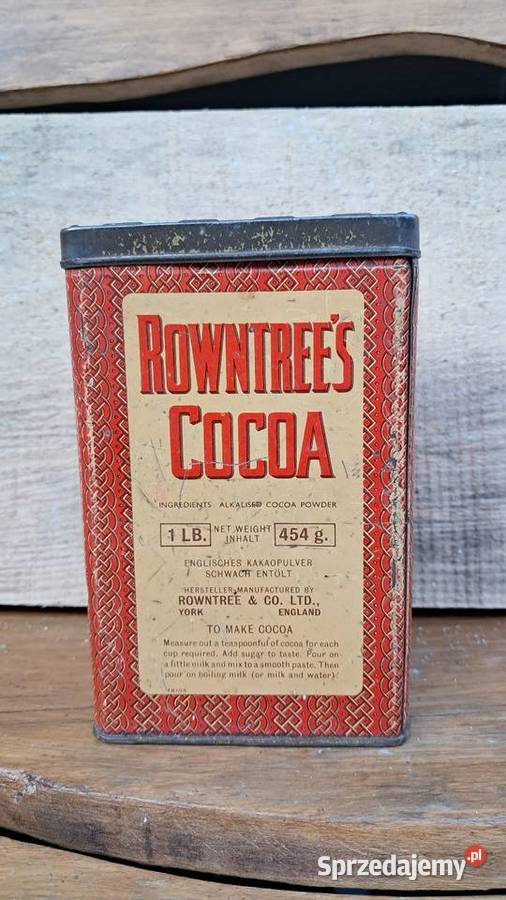 ROWNTREE'S
COCOA
INGREDIENTS: ALKALISED COCOA POWDER
1 LB. NET WEIGHT INHALT 454 g.
ENGLISCHES KAKAOPULVER
SCHWACH ENTÖLT
HERSTELLER, MANUFACTURED BY
ROWNTREE & CO. LTD.,
YORK ENGLAND
TO MAKE COCOA
Measure out a teaspoonful of cocoa for each
cup required. Add sugar to taste. Pour on
a little milk and mix to a smooth paste. Then
pour on boiling milk (or milk and water).
Sprzedajemy.pl